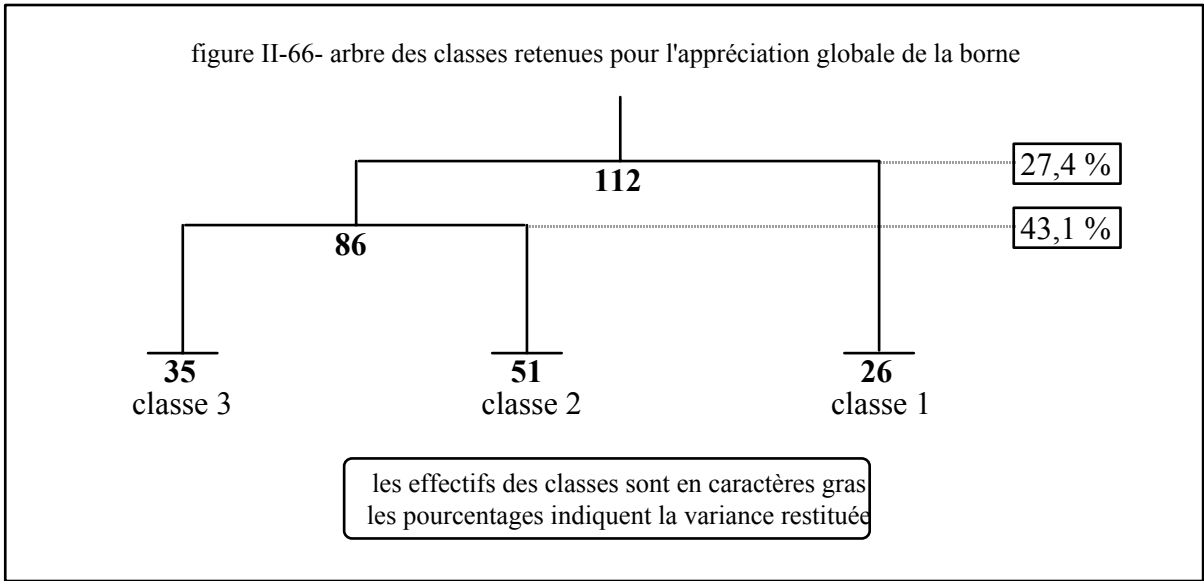 figure II-66- arbre des classes retenues pour l'appréciation globale de la borne
27,4 %
112
43,1 %
86
35
classe 3
51
classe 2
26
classe 1
les effectifs des classes sont en caractères gras
les pourcentages indiquent la variance restituée